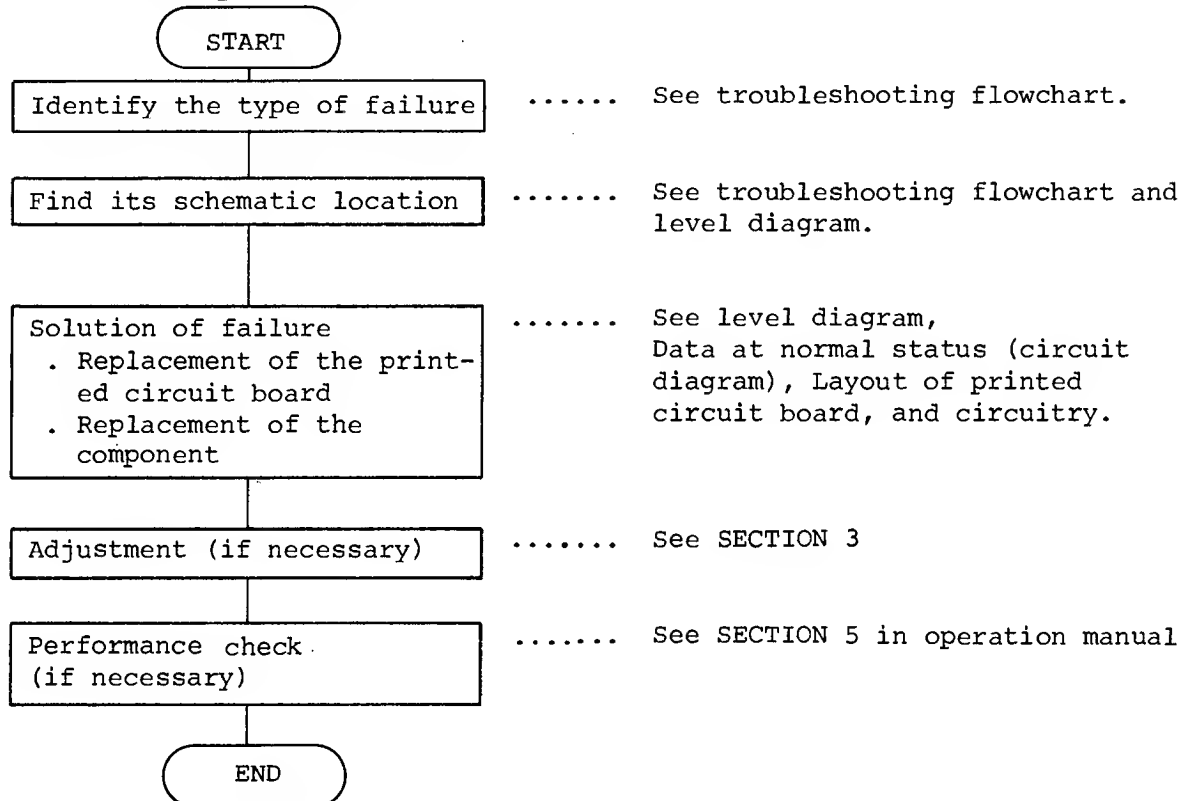 START
Identify the type of failure ...... See troubleshooting flowchart.
Find its schematic location ....... See troubleshooting flowchart and
level diagram.
Solution of failure ....... See level diagram,
. Replacement of the print- Data at normal status (circuit
ed circuit board diagram), Layout of printed
. Replacement of the circuit board, and circuitry.
component
Adjustment (if necessary) ....... See SECTION 3
Performance check ....... See SECTION 5 in operation manual
(if necessary)
END